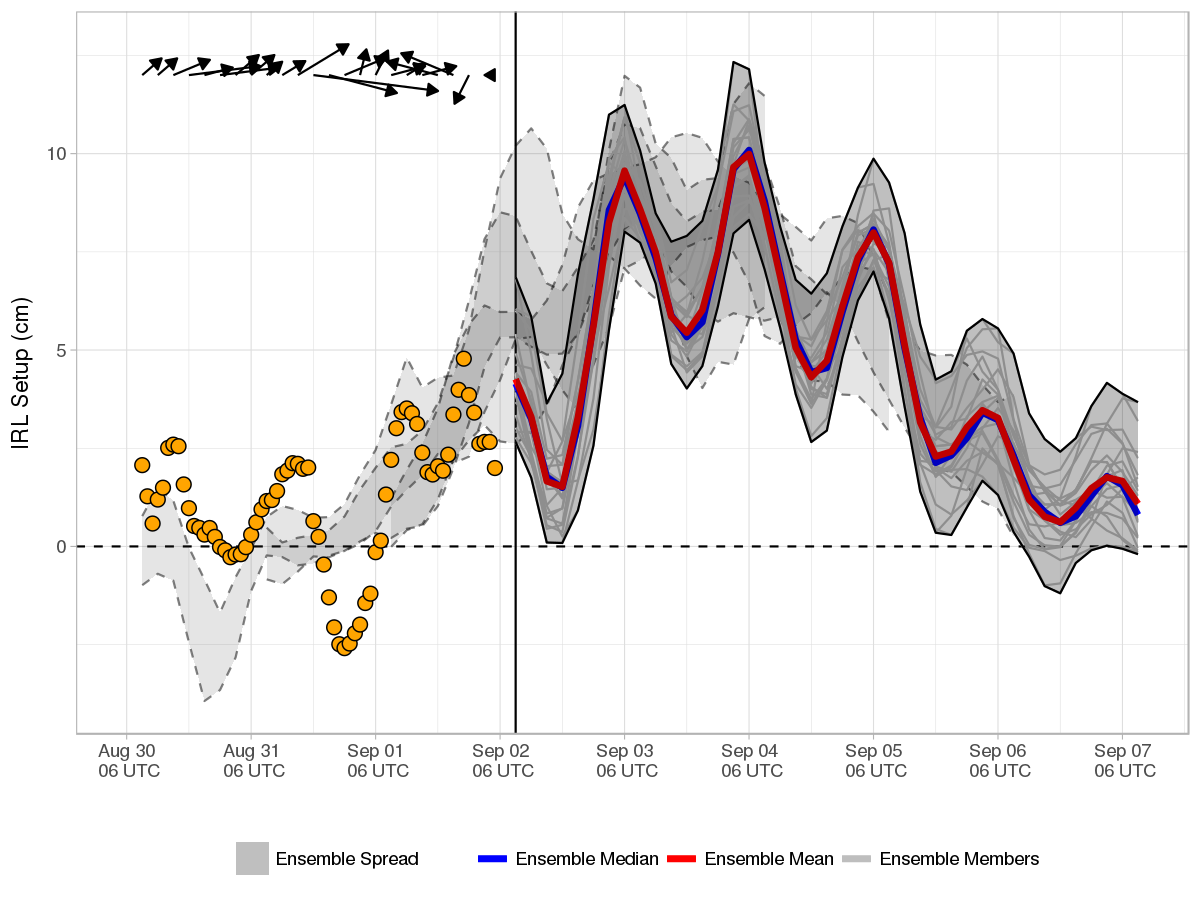 IRL Setup (cm)
10
5
0
Aug 30 Aug 31 Sep 01 Sep 02 Sep 03 Sep 04 Sep 05 Sep 06 Sep 07
06 UTC 06 UTC 06 UTC 06 UTC 06 UTC 06 UTC 06 UTC 06 UTC 06 UTC
Ensemble Spread Ensemble Median Ensemble Mean Ensemble Members